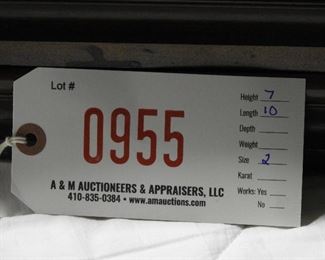 Lot #
0955
A & M AUCTIONEERS & APPRAISERS, LLC
410-835-0384 • www.amauctions.com
Height 7
Length 10
Depth
Weight
Size 2
Karat
Works: Yes
No